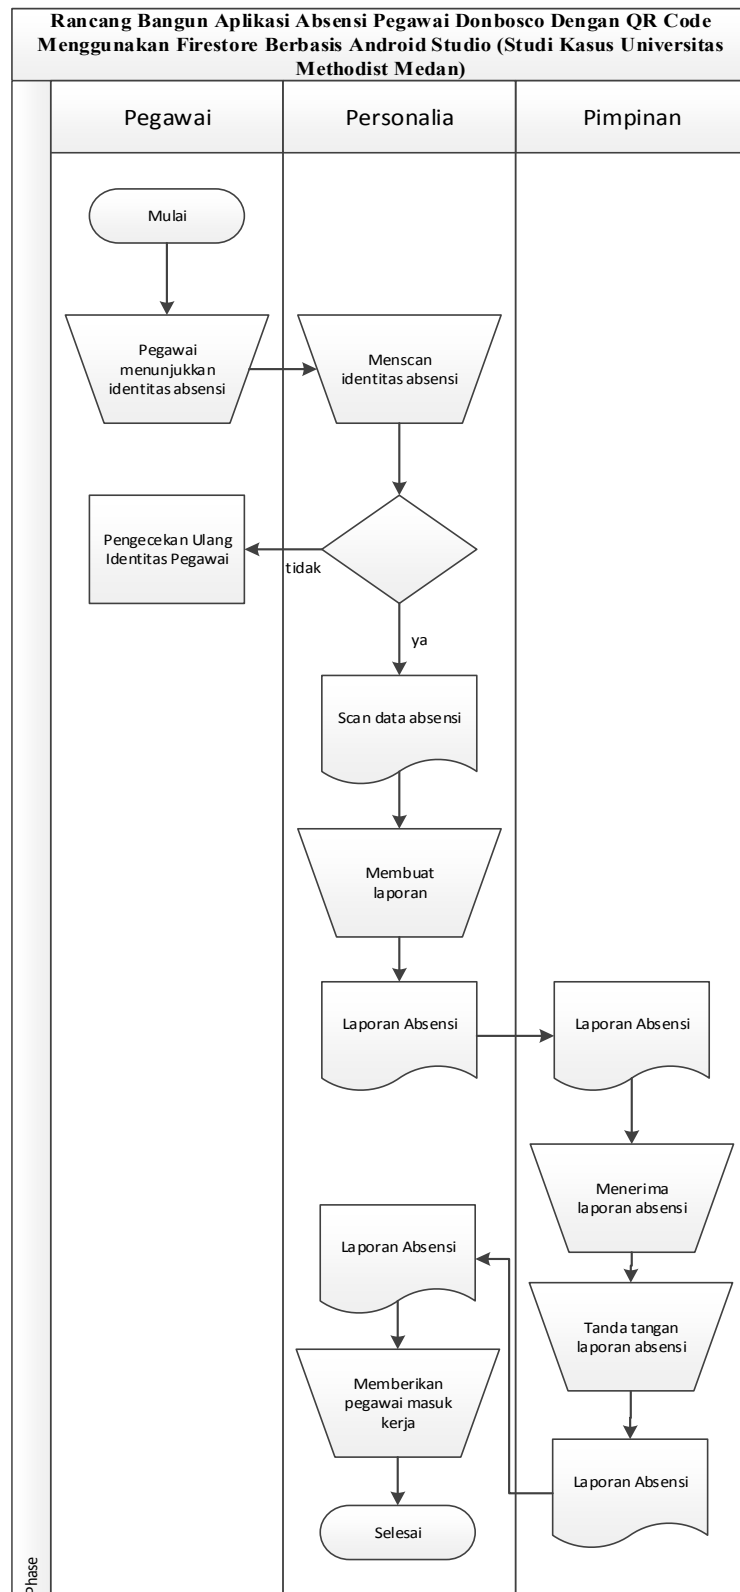 Rancang Bangun Aplikasi Absensi Pegawai Donbosco Dengan QR Code
Menggunakan Firestore Berbasis Android Studio (Studi Kasus Universitas
Methodist Medan)
Pegawai
Personalia
Pimpinan
Mulai
Pegawai
menunjukkan
identitas absensi
Menscan
identitas absensi
Pengecekan Ulang
Identitas Pegawai
tidak
ya
Scan data absensi
Membuat
laporan
Laporan Absensi
Laporan Absensi
Menerima
laporan absensi
Laporan Absensi
Tanda tangan
laporan absensi
Memberikan
pegawai masuk
kerja
Laporan Absensi
Selesai
Phase